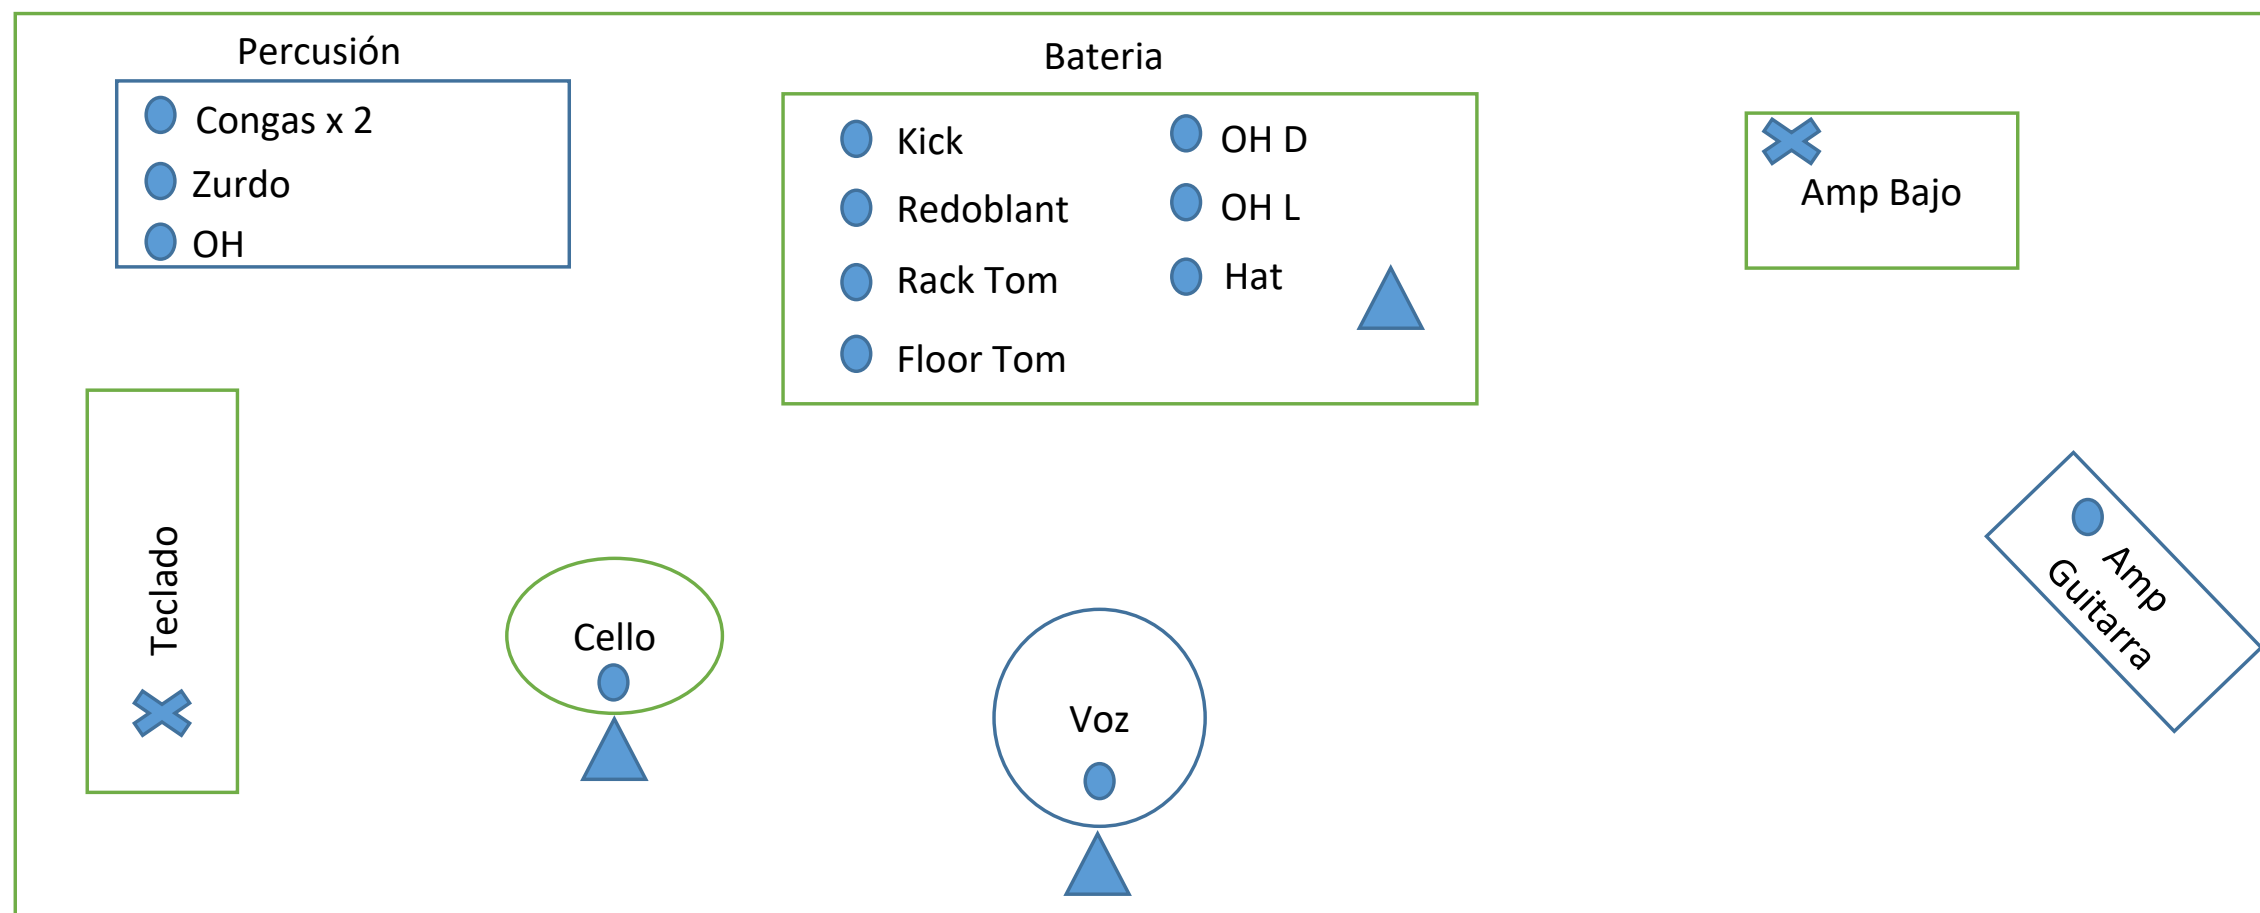 Percusión
Congas x 2
Zurdo
OH
Bateria
Kick
Redoblant
Rack Tom
Floor Tom
OH D
OH L
Hat
Amp Bajo
Teclado
Cello
Voz
Amp
Guitarra